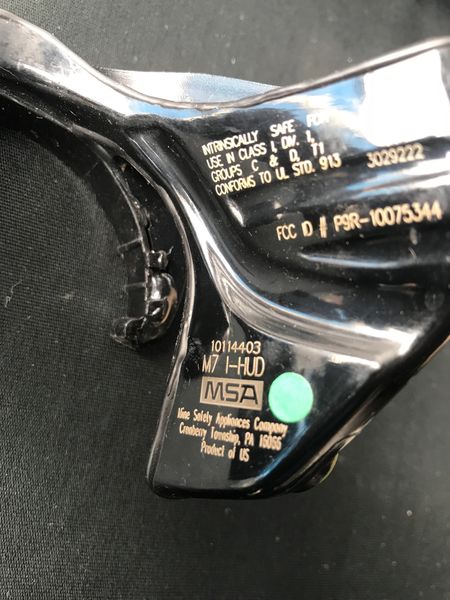 INTRINSICALLY SAFE FOR
USE IN CLASS I, DIV. 1,
GROUPS C & D, T1
CONFORMS TO UL STD. 913
3029222
FCC ID # P9R-10075344
10114403
M7 I-HUD
MSA
Mine Safety Appliances Company
Cranberry Township, PA 16066
Product of US